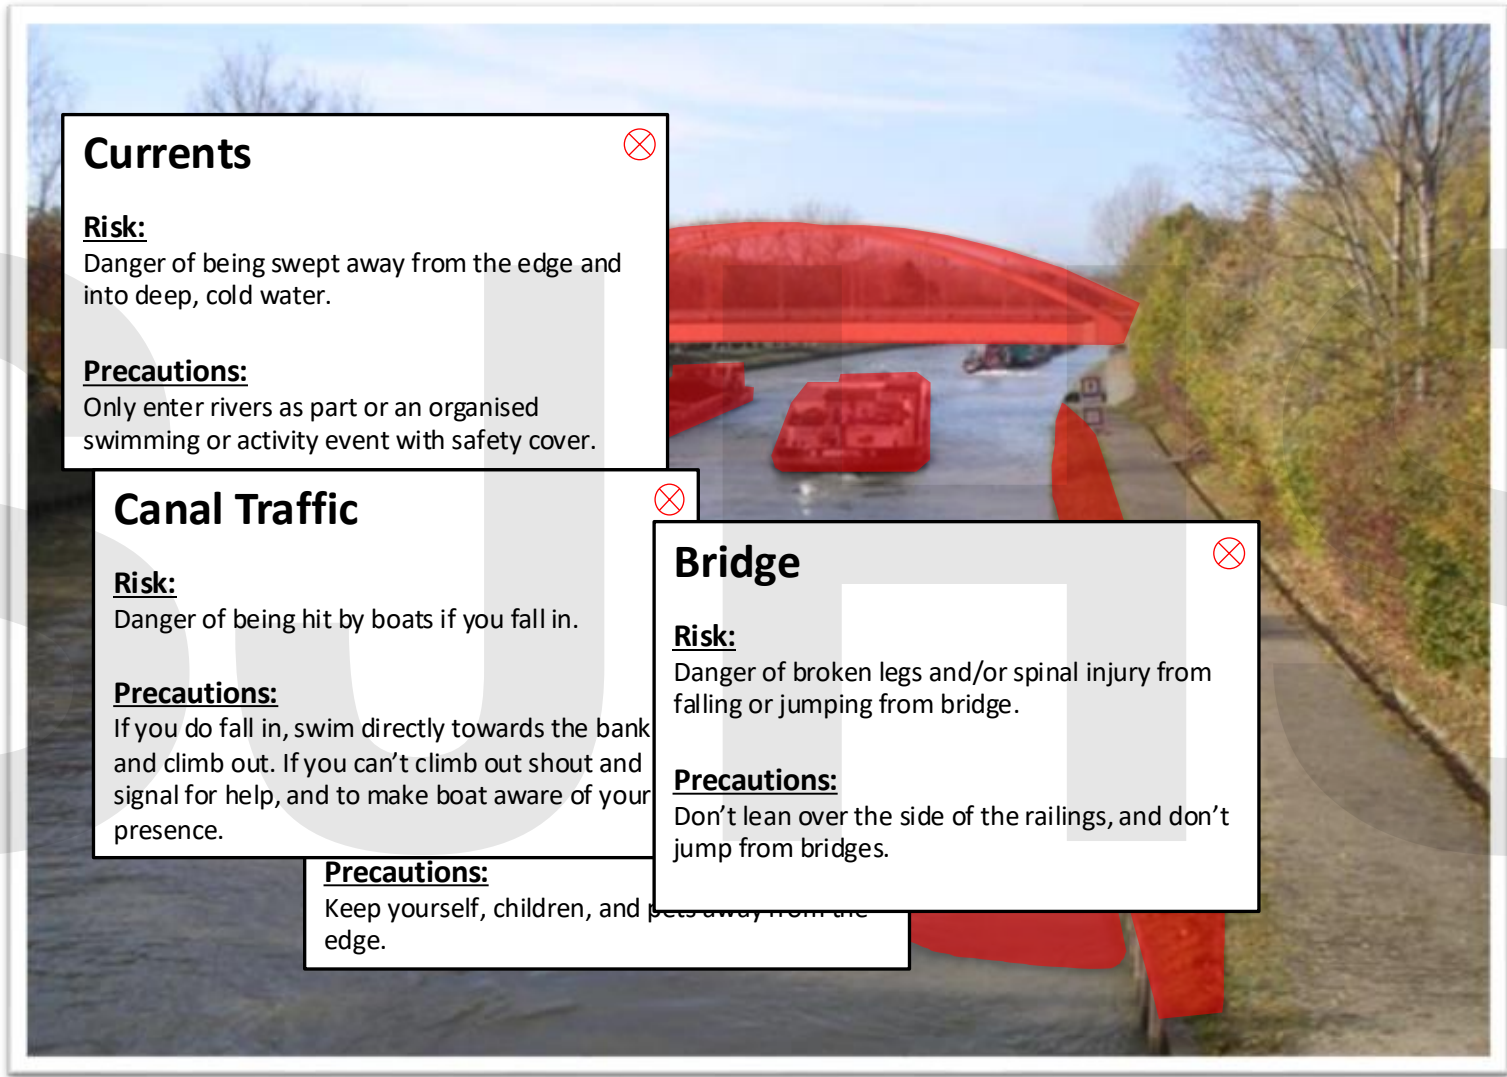 Currents
Risk:
Danger of being swept away from the edge and
into deep, cold water.
Precautions:
Only enter rivers as part or an organised
swimming or activity event with safety cover.
Canal Traffic
Risk:
Danger of being hit by boats if you fall in.
Precautions:
If you do fall in, swim directly towards the bank
and climb out. If you can't climb out shout and
signal for help, and to make boat aware of your
presence.
Bridge
Risk:
Danger of broken legs and/or spinal injury from
falling or jumping from bridge.
Precautions:
Don't lean over the side of the railings, and don't
jump from bridges.
Precautions:
Keep yourself, children, and pets away from the
edge.